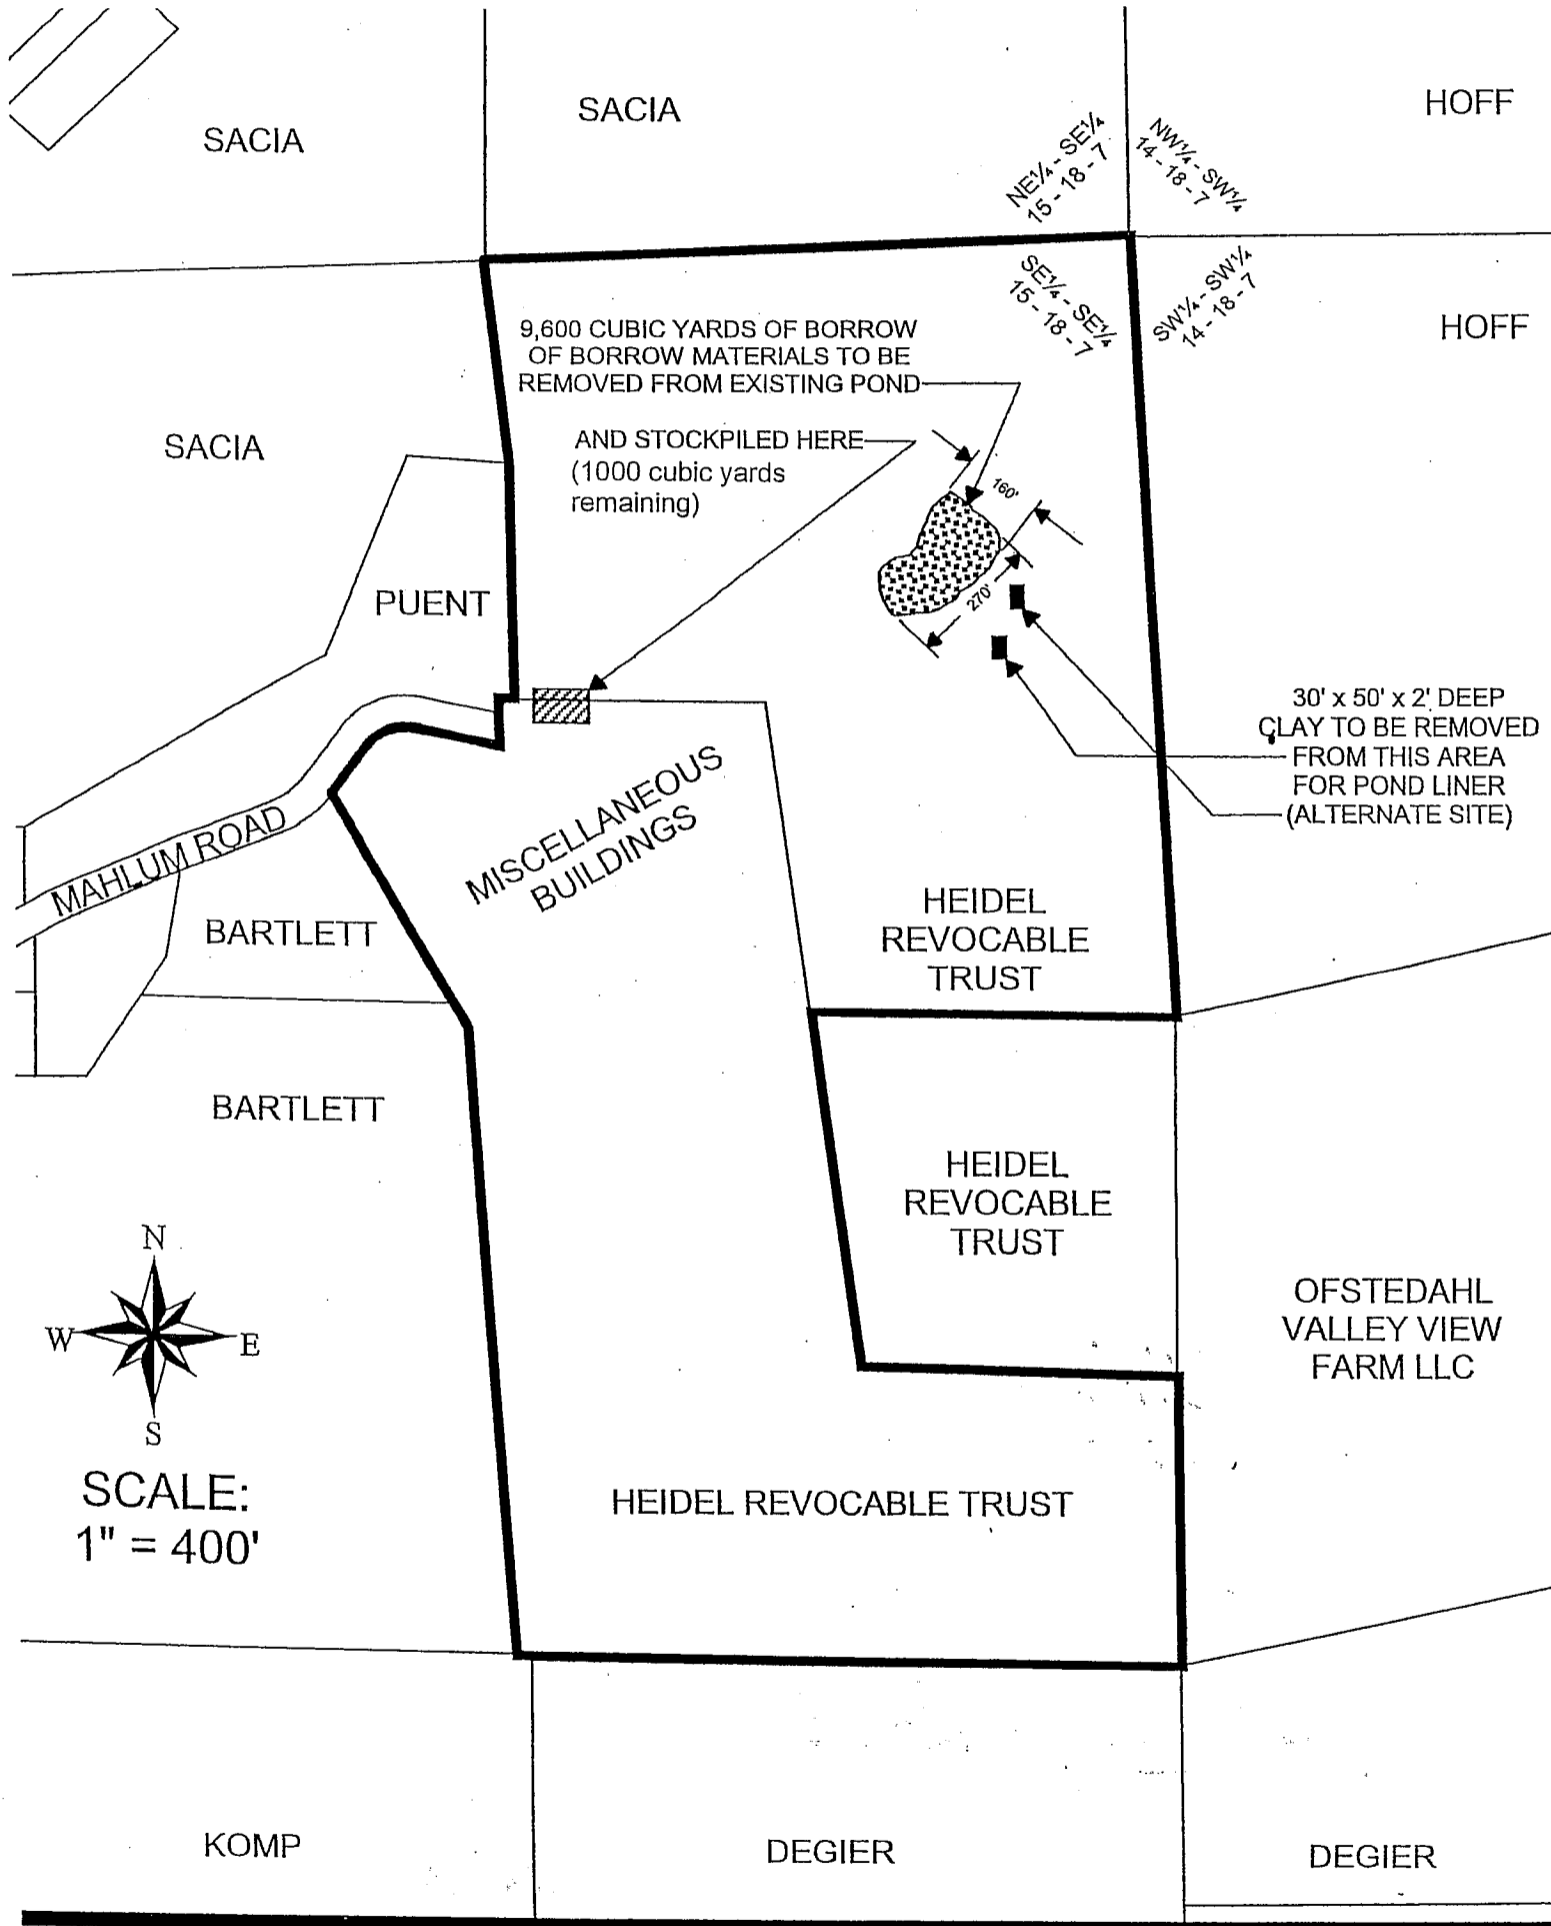 SACIA
SACIA
HOFF
NE¼ - SE¼
15 - 18 - 7
NW¼ - SW¼
14 - 18 - 7
SE¼ - SE¼
15 - 18 - 7
SW¼ - SW¼
14 - 18 - 7
HOFF
9,600 CUBIC YARDS OF BORROW
OF BORROW MATERIALS TO BE
REMOVED FROM EXISTING POND
SACIA
AND STOCKPILED HERE
(1000 cubic yards
remaining)
160'
270'
PUENT
30' x 50' x 2' DEEP
CLAY TO BE REMOVED
FROM THIS AREA
FOR POND LINER
(ALTERNATE SITE)
MISCELLANEOUS
BUILDINGS
MAHLUM ROAD
BARTLETT
HEIDEL
REVOCABLE
TRUST
BARTLETT
HEIDEL
REVOCABLE
TRUST
N
W
E
S
OFSTEDAHL
VALLEY VIEW
FARM LLC
SCALE:
1" = 400'
HEIDEL REVOCABLE TRUST
KOMP
DEGIER
DEGIER